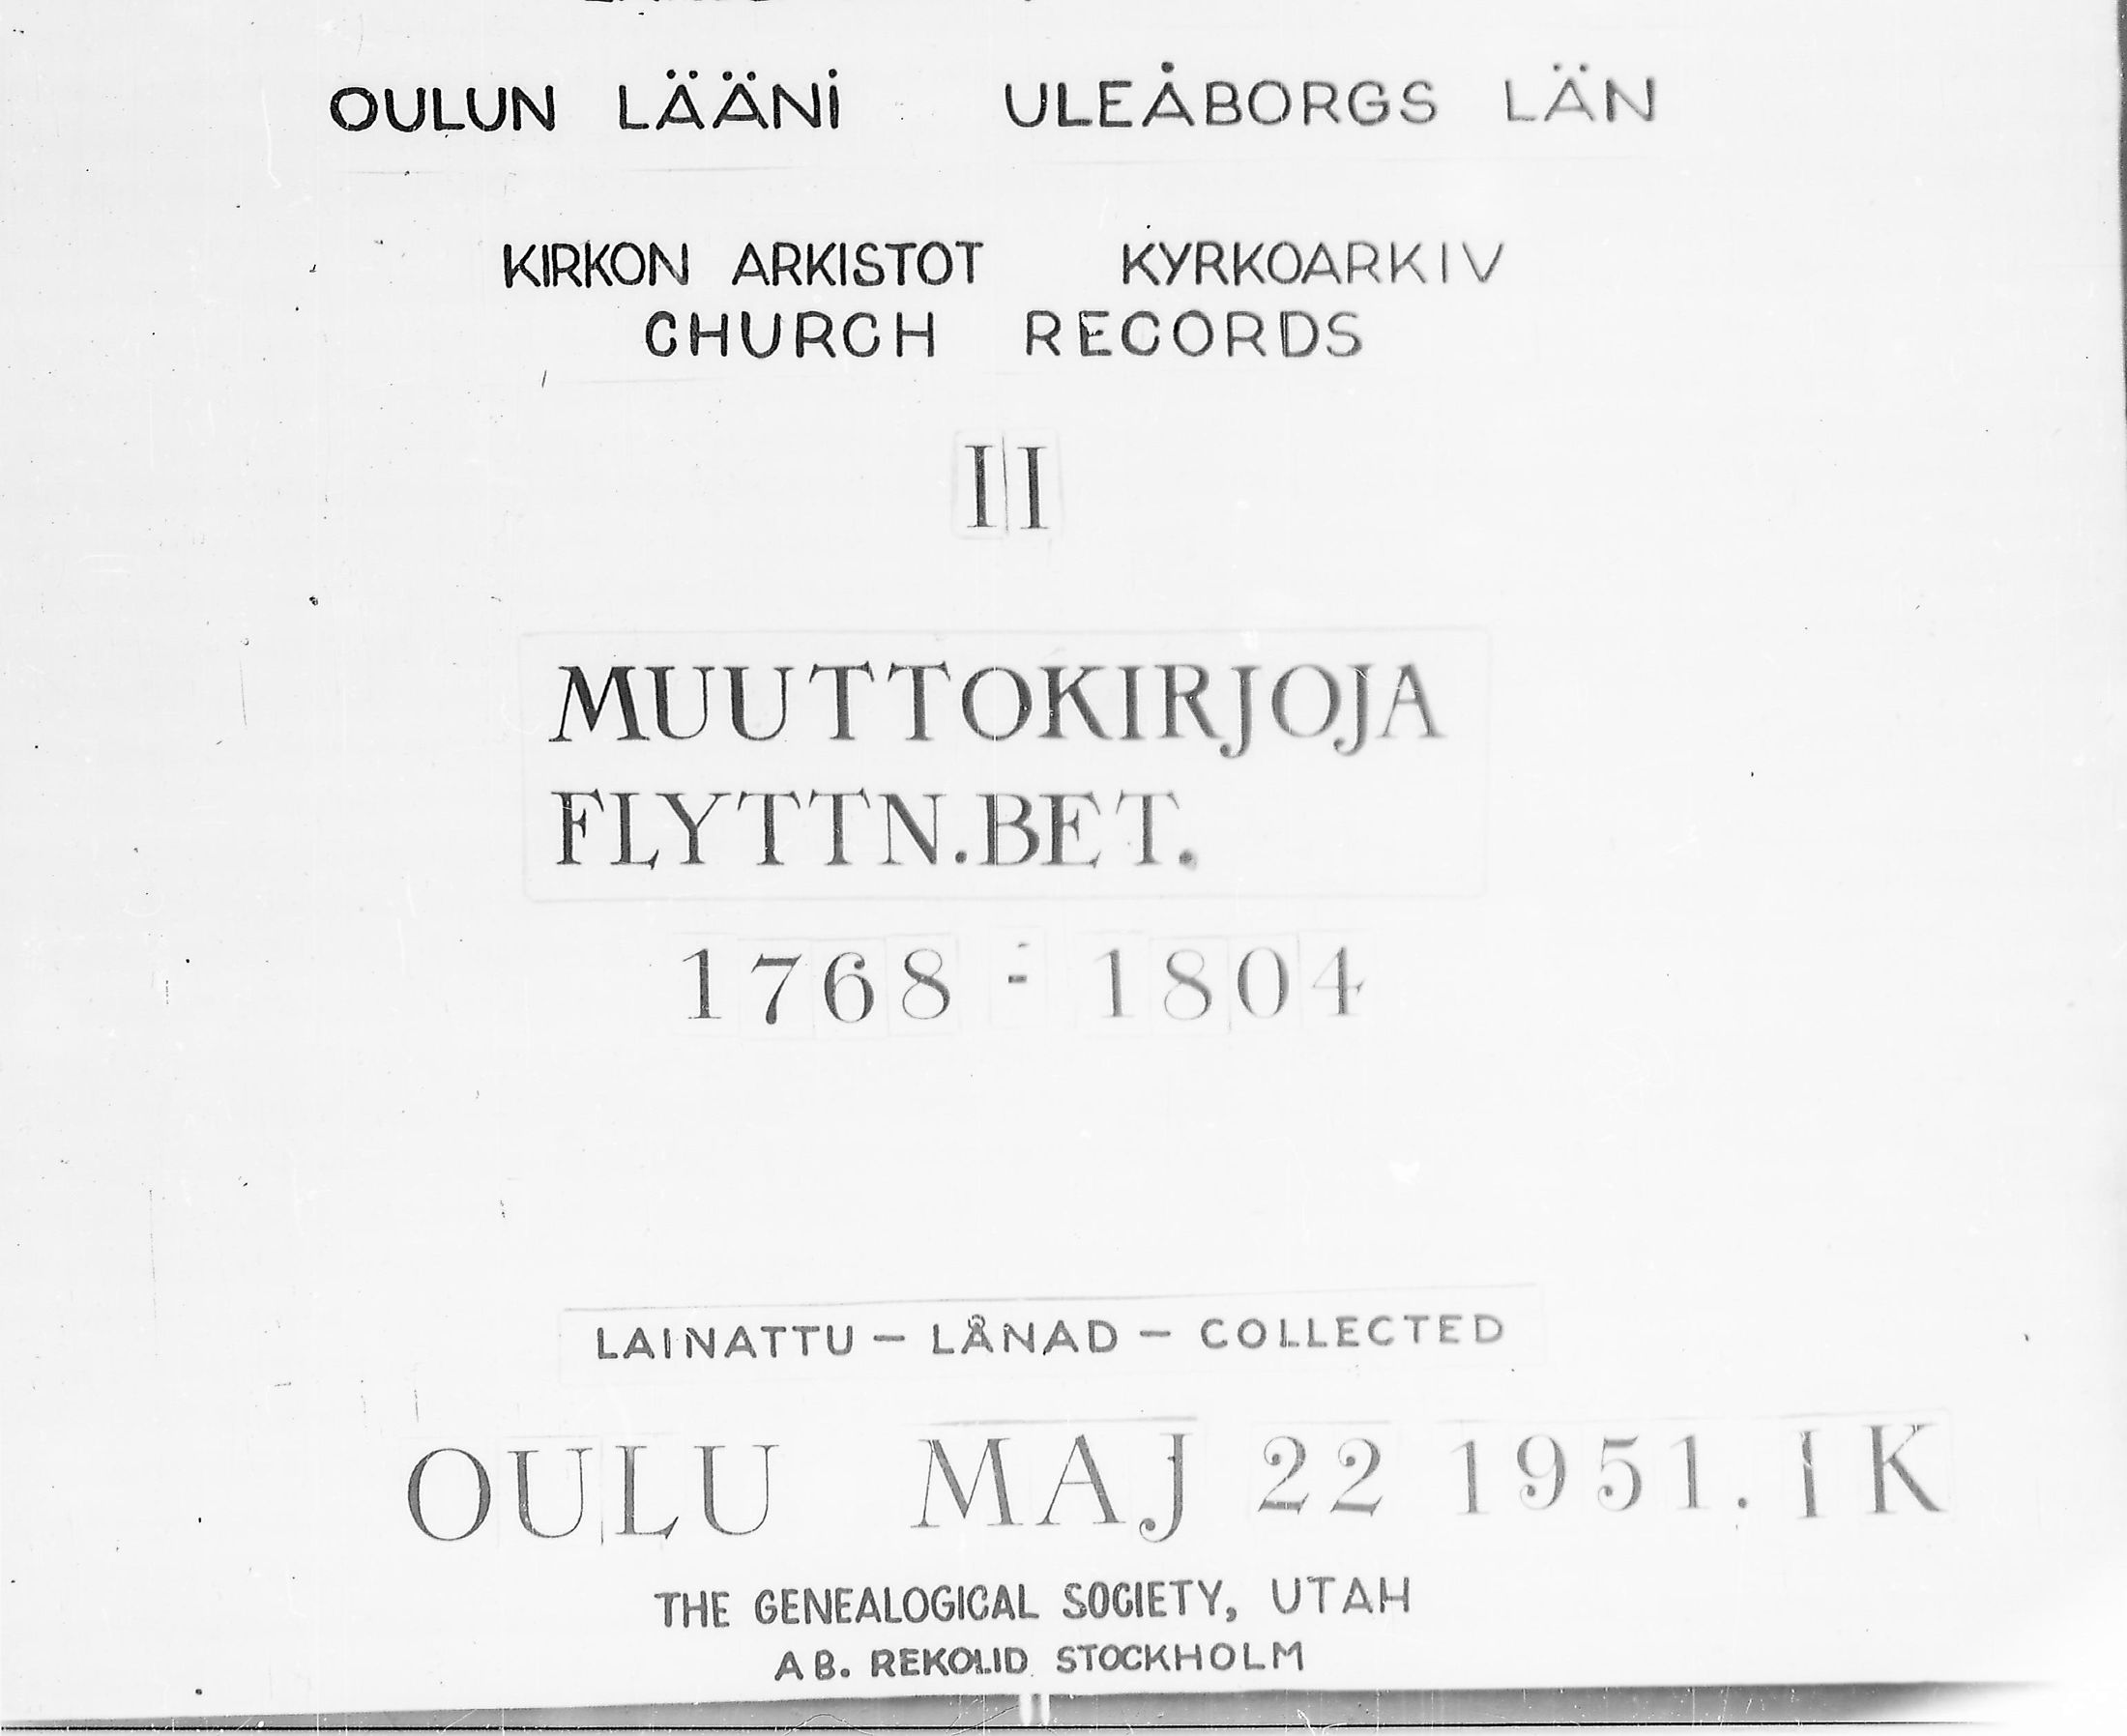 OULUN LÄÄNI ULEÅBORGS LÄN
KIRKON ARKISTOT KYRKOARKIV
CHURCH RECORDS
II
MUUTTOKIRJOJA
FLYTTN.BET.
1768 - 1804
LAINATTU - LÅNAD - COLLECTED
OULU MAJ 22 1951. I K
THE GENEALOGICAL SOCIETY, UTAH
AB. REKOLID STOCKHOLM